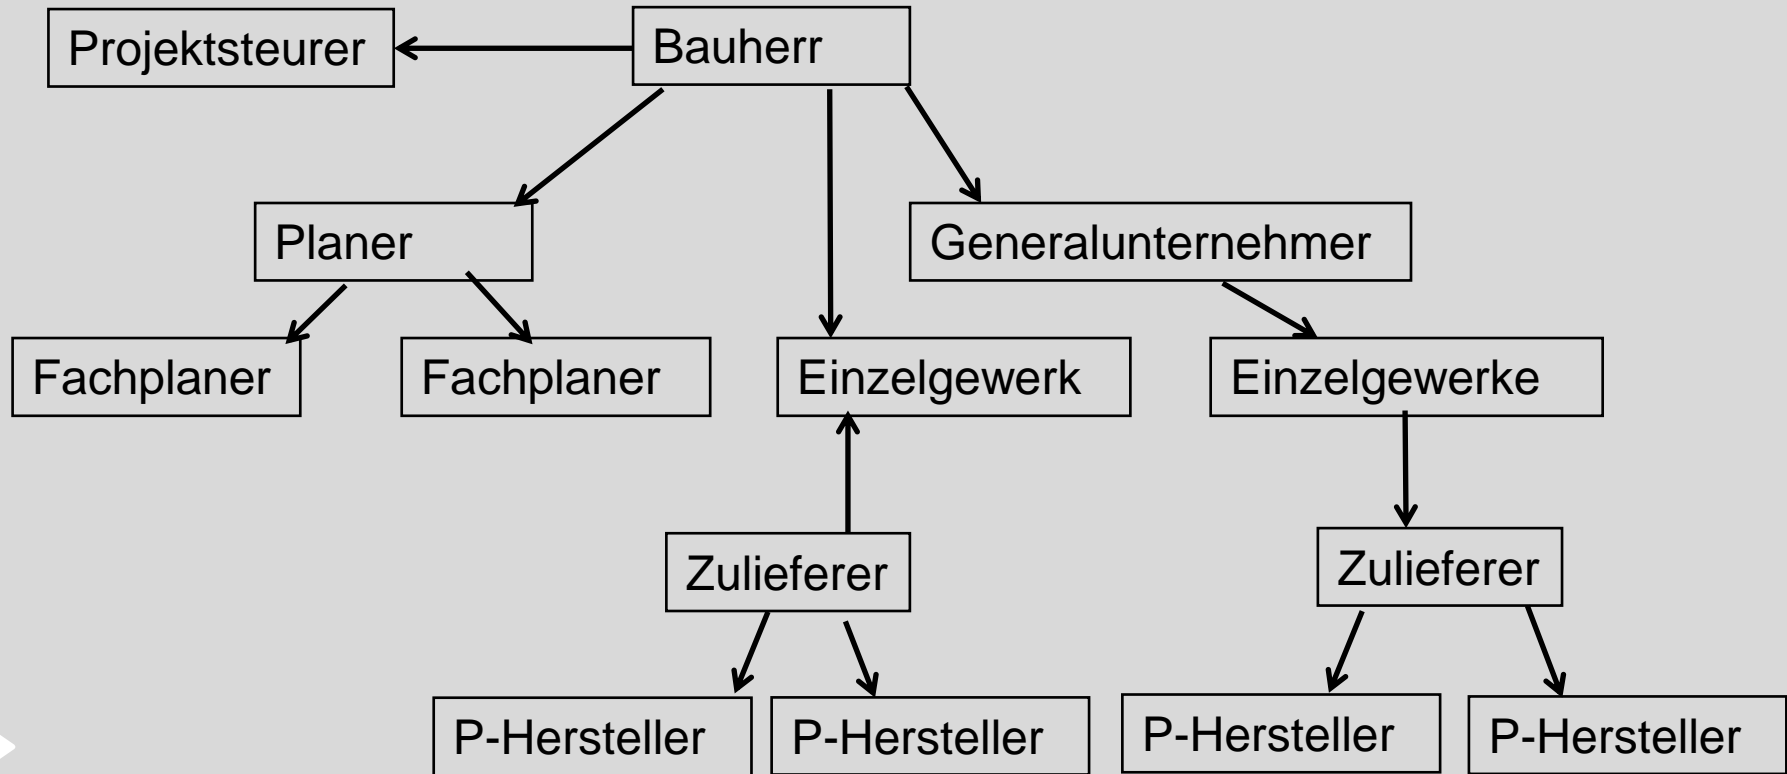 Projektsteurer
Bauherr
Planer
Generalunternehmer
Fachplaner
Fachplaner
Einzelgewerk
Einzelgewerke
Zulieferer
Zulieferer
P-Hersteller
P-Hersteller
P-Hersteller
P-Hersteller